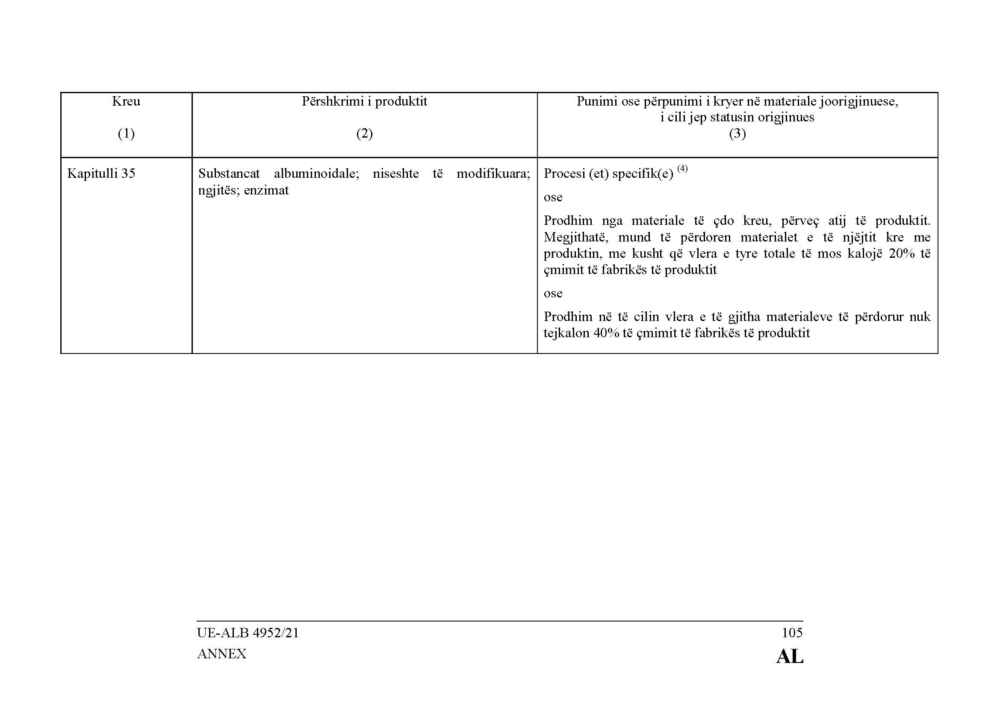 Kreu
(1)
Përshkrimi i produktit
(2)
Punimi ose përpunimi i kryer në materiale joorigjinuese,
i cili jep statusin origjinues
(3)
Kapitulli 35
Substancat albuminoidale; niseshte të modifikuara;
ngjitës; enzimat
Procesi (et) specifik(e) (4)
ose
Prodhim nga materiale të çdo kreu, përveç atij të produktit.
Megjithatë, mund të përdoren materialet e të njëjtit kre me
produktin, me kusht që vlera e tyre totale të mos kalojë 20% të
çmimit të fabrikës të produktit
ose
Prodhim në të cilin vlera e të gjitha materialeve të përdorur nuk
tejkalon 40% të çmimit të fabrikës të produktit
UE-ALB 4952/21
105
ANNEX
AL